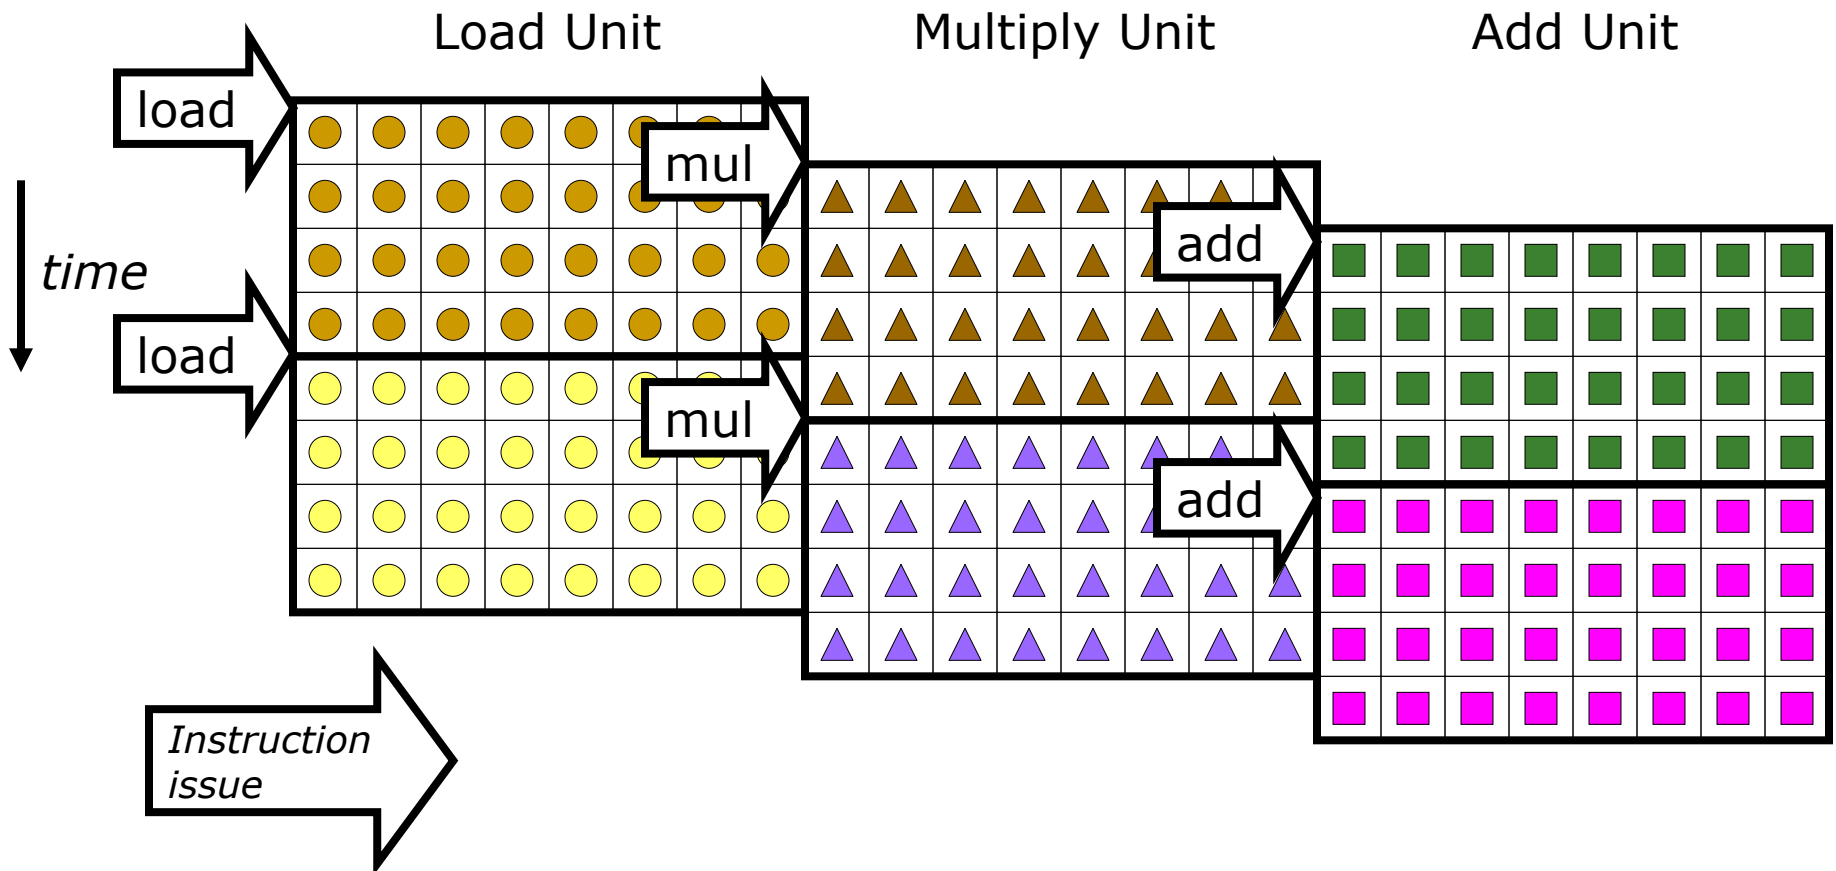 Load Unit
Multiply Unit
Add Unit
load
mul
add
time
load
mul
add
Instruction
issue